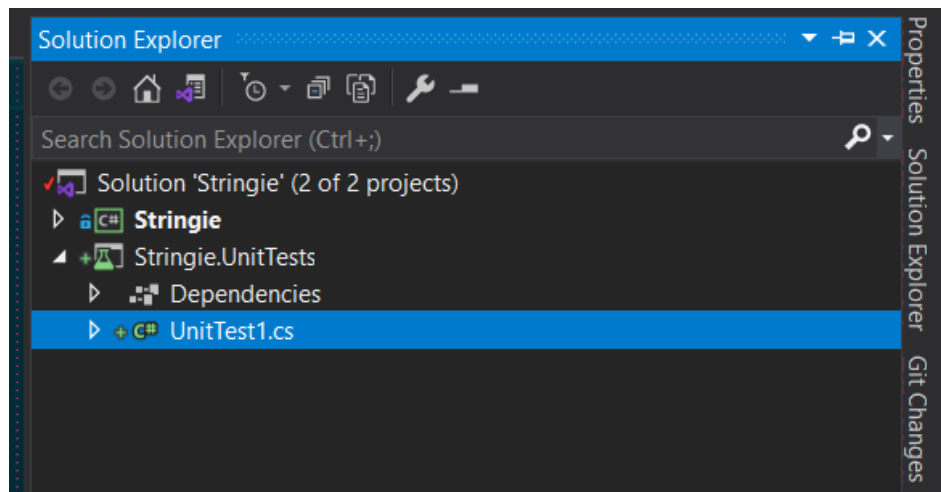 Solution Explorer
Search Solution Explorer (Ctrl+;)
Solution 'Stringie' (2 of 2 projects)
C# Stringie
Stringie.UnitTests
Dependencies
C# UnitTest1.cs
Properties
Solution Explorer
Git Changes